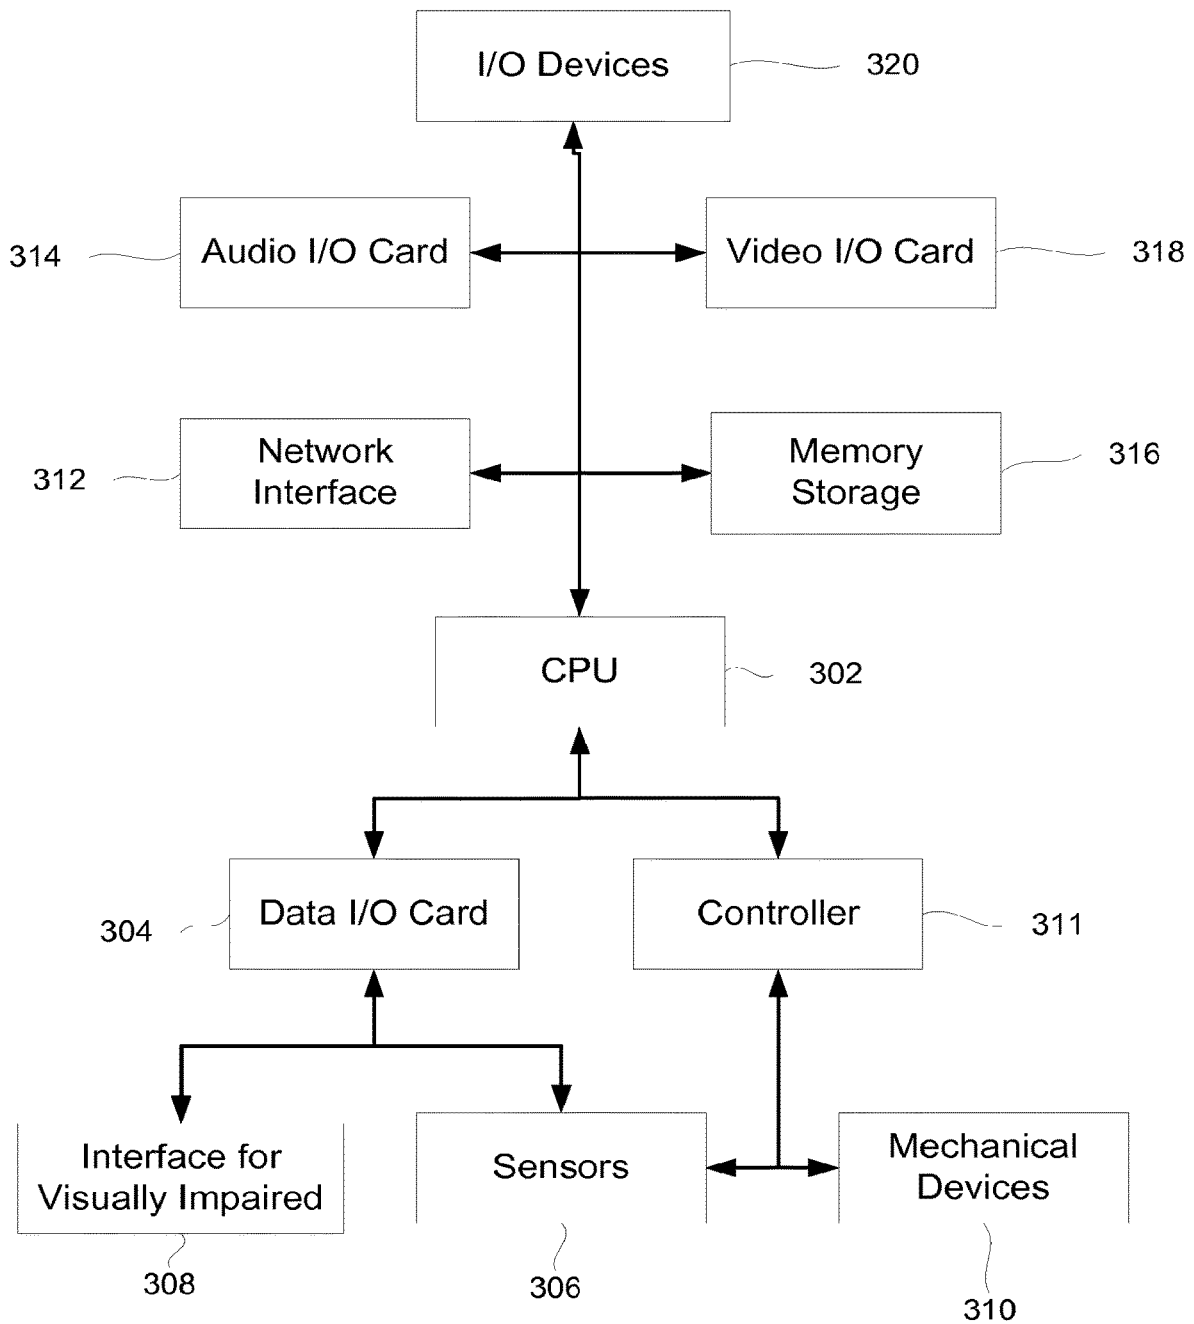 I/O Devices
320
314
Audio I/O Card
Video I/O Card
318
312
Network
Interface
Memory
Storage
316
CPU
302
304
Data I/O Card
Controller
311
Interface for
Visually Impaired
Sensors
Mechanical
Devices
308
306
310